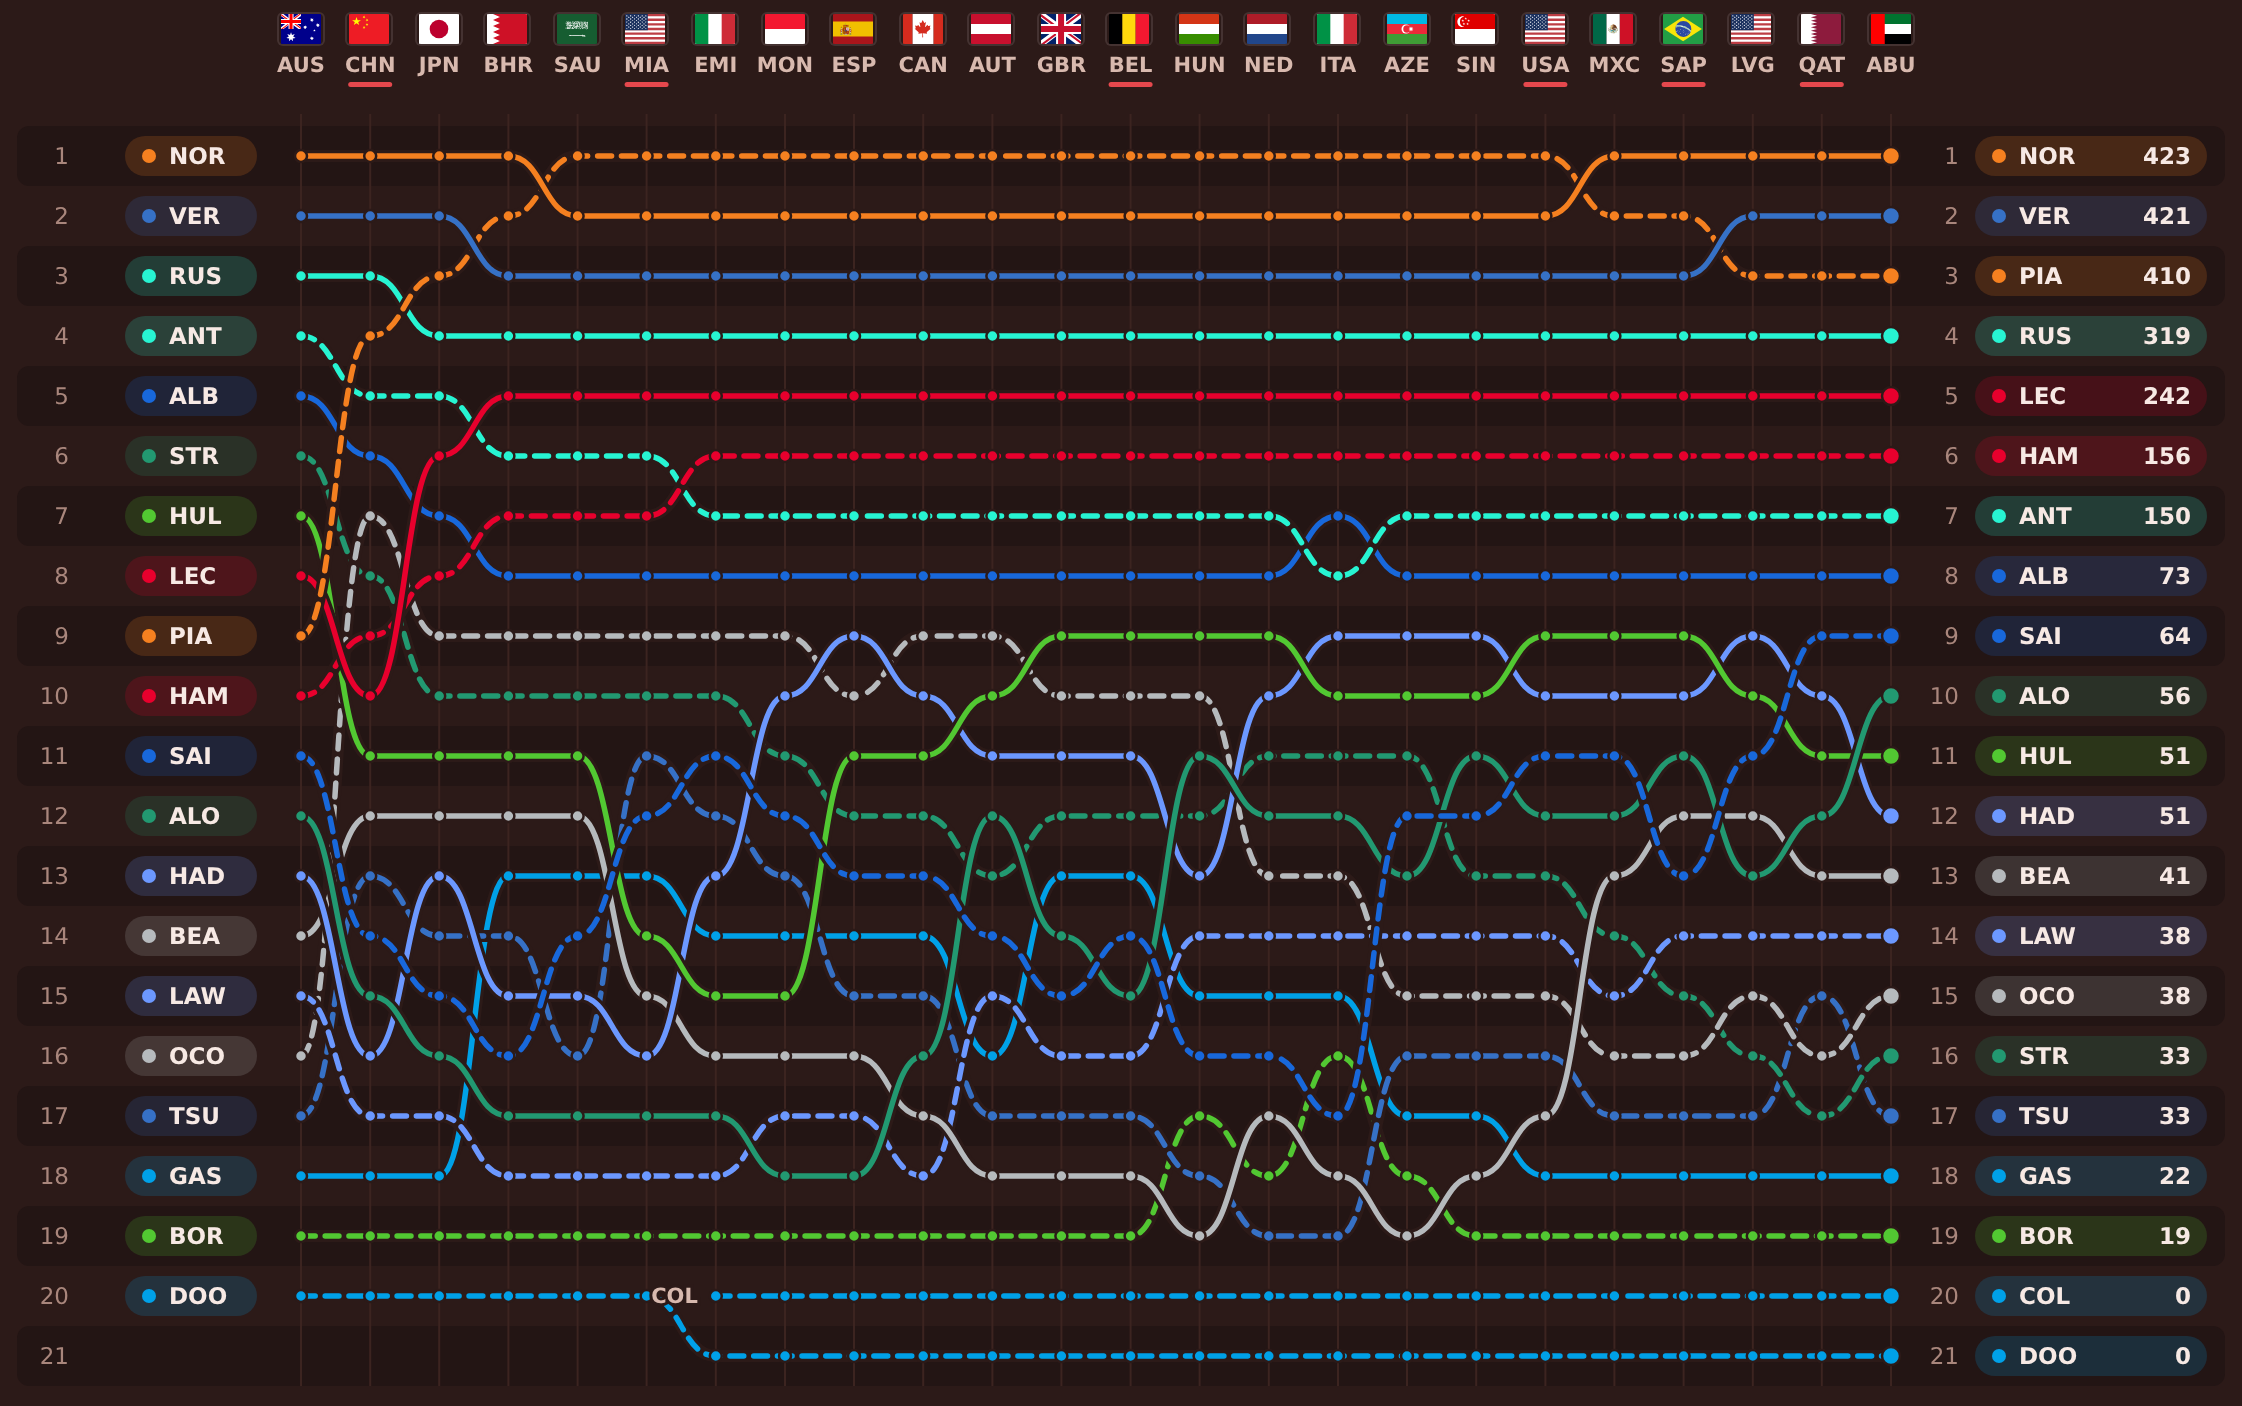 AUS CHN JPN BHR SAU MIA EMI MON ESP CAN AUT GBR BEL HUN NED ITA AZE SIN USA MXC SAP LVG QAT ABU
1 NOR 1 NOR 423
2 VER 2 VER 421
3 RUS 3 PIA 410
4 ANT 4 RUS 319
5 ALB 5 LEC 242
6 STR 6 HAM 156
7 HUL 7 ANT 150
8 LEC 8 ALB 73
9 PIA 9 SAI 64
10 HAM 10 ALO 56
11 SAI 11 HUL 51
12 ALO 12 HAD 51
13 HAD 13 BEA 41
14 BEA 14 LAW 38
15 LAW 15 OCO 38
16 OCO 16 STR 33
17 TSU 17 TSU 33
18 GAS 18 GAS 22
19 BOR 19 BOR 19
20 DOO COL 20 COL 0
21 21 DOO 0